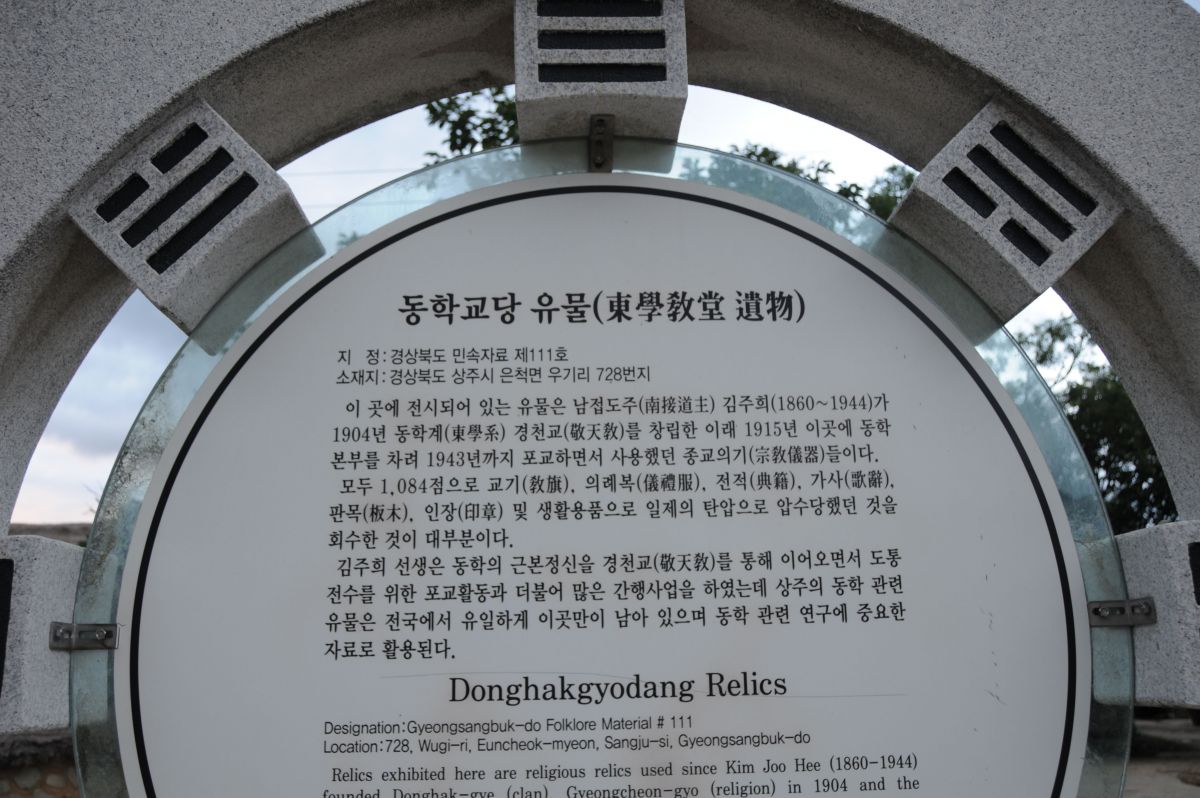 동학교당 유물(東學敎堂 遺物)
지 정:경상북도 민속자료 제111호
소재지:경상북도 상주시 은척면 우기리 728번지
이 곳에 전시되어 있는 유물은 남접도주(南接道主) 김주희(1860~1944)가
1904년 동학계(東學系) 경천교(敬天敎)를 창립한 이래 1915년 이곳에 동학
본부를 차려 1943년까지 포교하면서 사용했던 종교의기(宗敎儀器)들이다.
모두 1,084점으로 교기(敎旗), 의례복(儀禮服), 전적(典籍), 가사(歌辭),
판목(板木), 인장(印章) 및 생활용품으로 일제의 탄압으로 압수당했던 것을
회수한 것이 대부분이다.
김주희 선생은 동학의 근본정신을 경천교(敬天敎)를 통해 이어오면서 도통
전수를 위한 포교활동과 더불어 많은 간행사업을 하였는데 상주의 동학 관련
유물은 전국에서 유일하게 이곳만이 남아 있으며 동학 관련 연구에 중요한
자료로 활용된다.
Donghakgyodang Relics
Designation:Gyeongsangbuk-do Folklore Material # 111
Location:728, Wugi-ri, Euncheok-myeon, Sangju-si, Gyeongsangbuk-do
Relics exhibited here are religious relics used since Kim Joo Hee (1860-1944)
founded Donghak-gye (clan), Gyeongcheon-gyo (religion) in 1904 and the